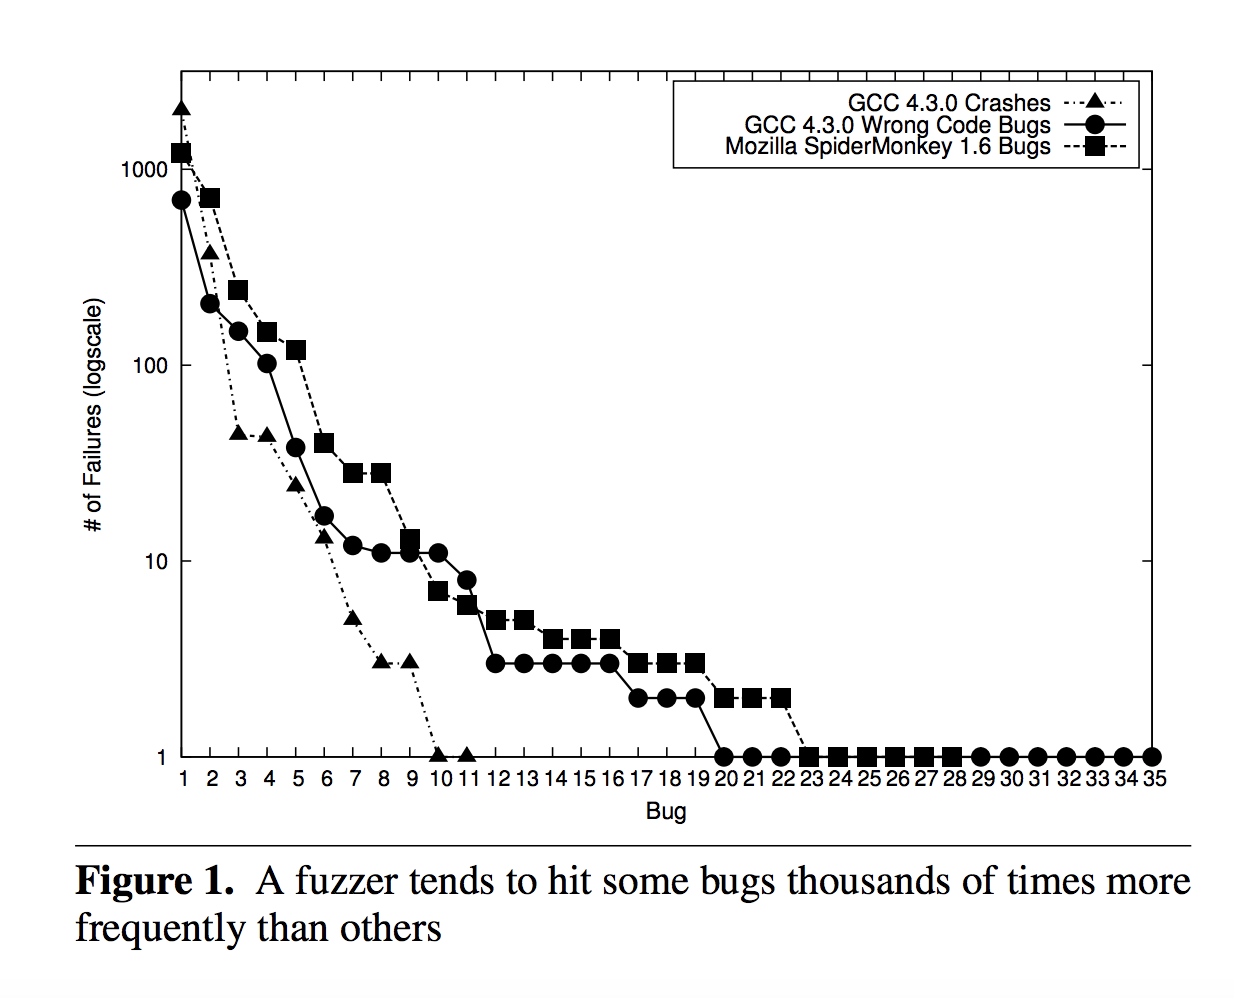 GCC 4.3.0 Crashes
GCC 4.3.0 Wrong Code Bugs
Mozilla SpiderMonkey 1.6 Bugs
1000
100
10
1
# of Failures (logscale)
1 2 3 4 5 6 7 8 9 10 11 12 13 14 15 16 17 18 19 20 21 22 23 24 25 26 27 28 29 30 31 32 33 34 35
Bug
Figure 1. A fuzzer tends to hit some bugs thousands of times more
frequently than others